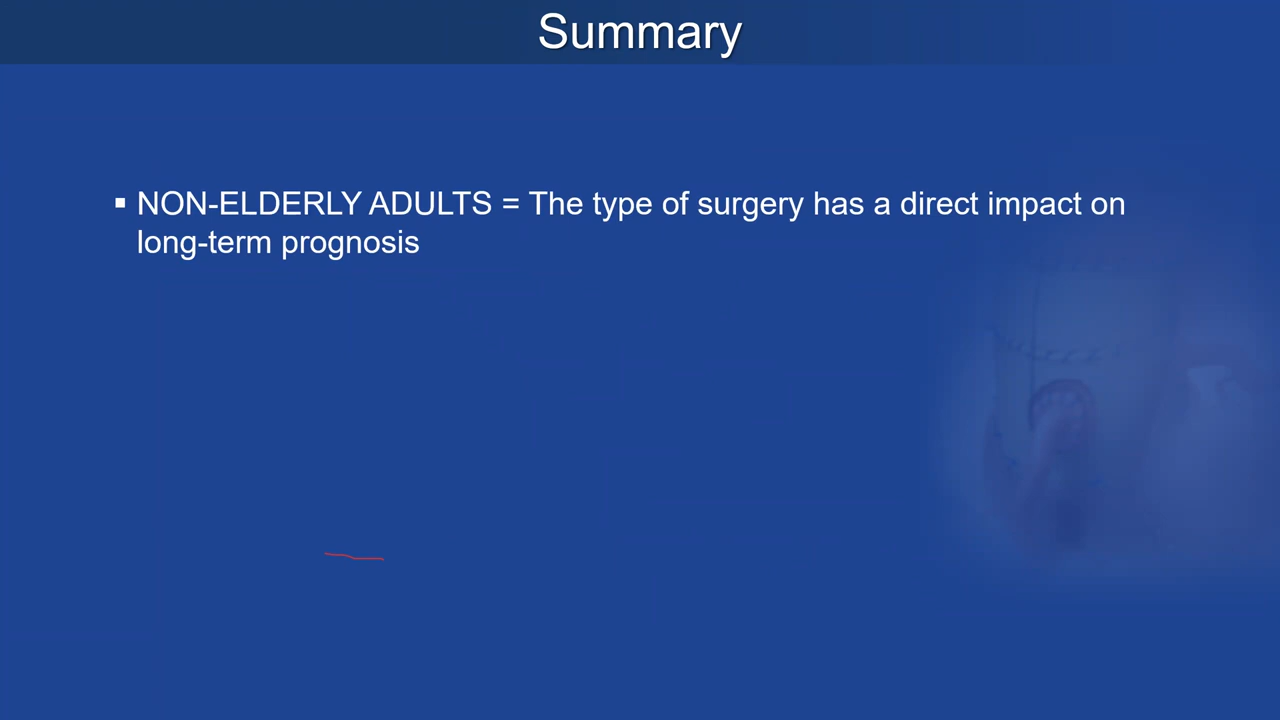 Summary
▪ NON-ELDERLY ADULTS = The type of surgery has a direct impact on
long-term prognosis